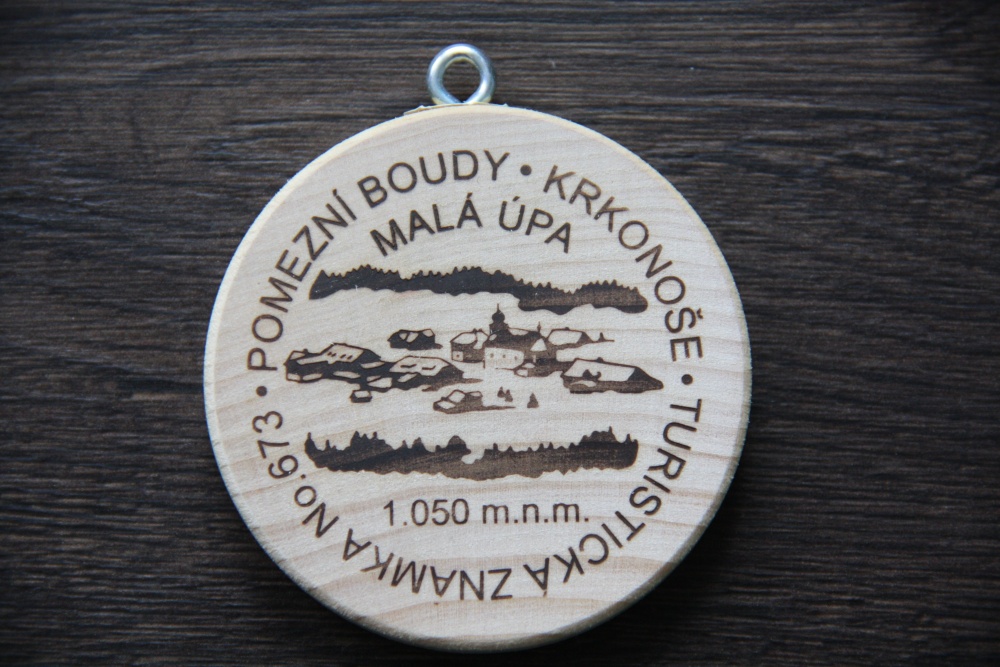 POMEZNÍ BOUDY • KRKONOŠE • TURISTICKÁ ZNÁMKA No.673 •
MALÁ ÚPA
1.050 m.n.m.